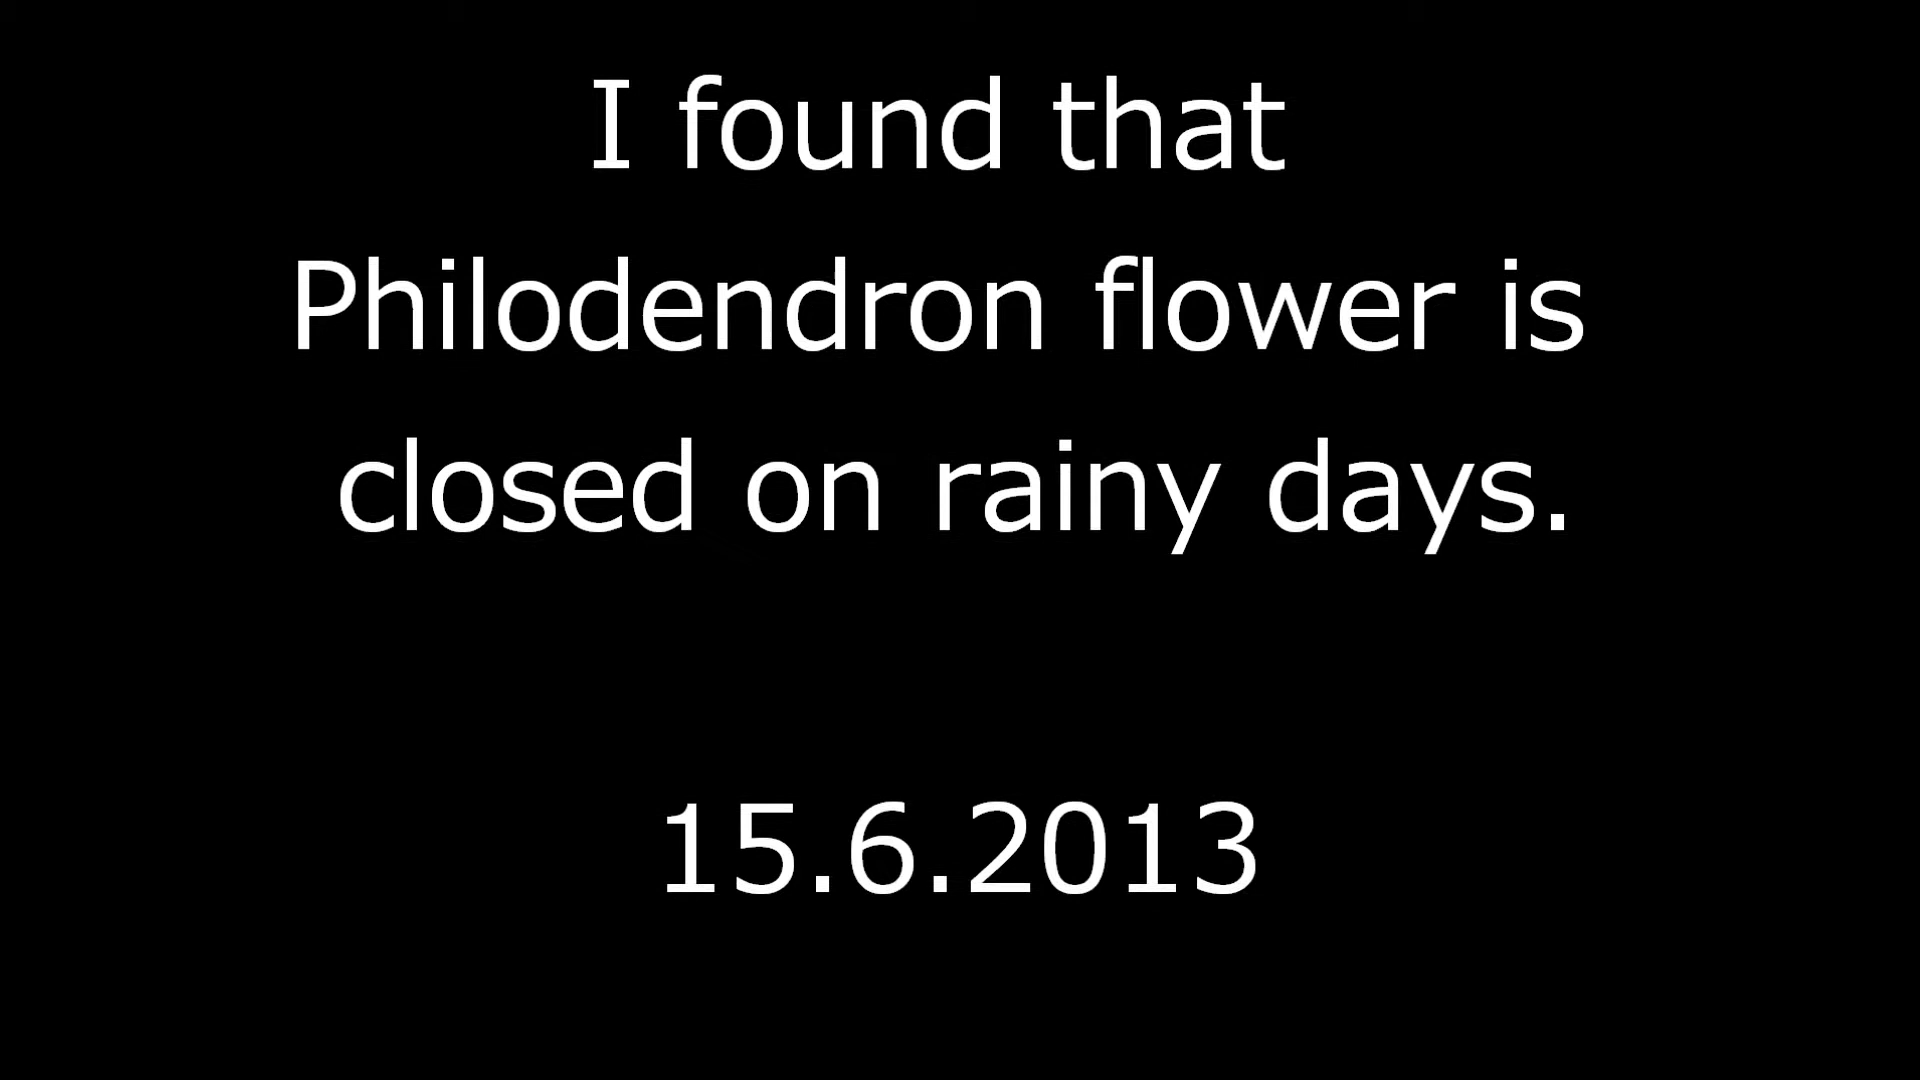 I found that
Philodendron flower is
closed on rainy days.
15.6.2013